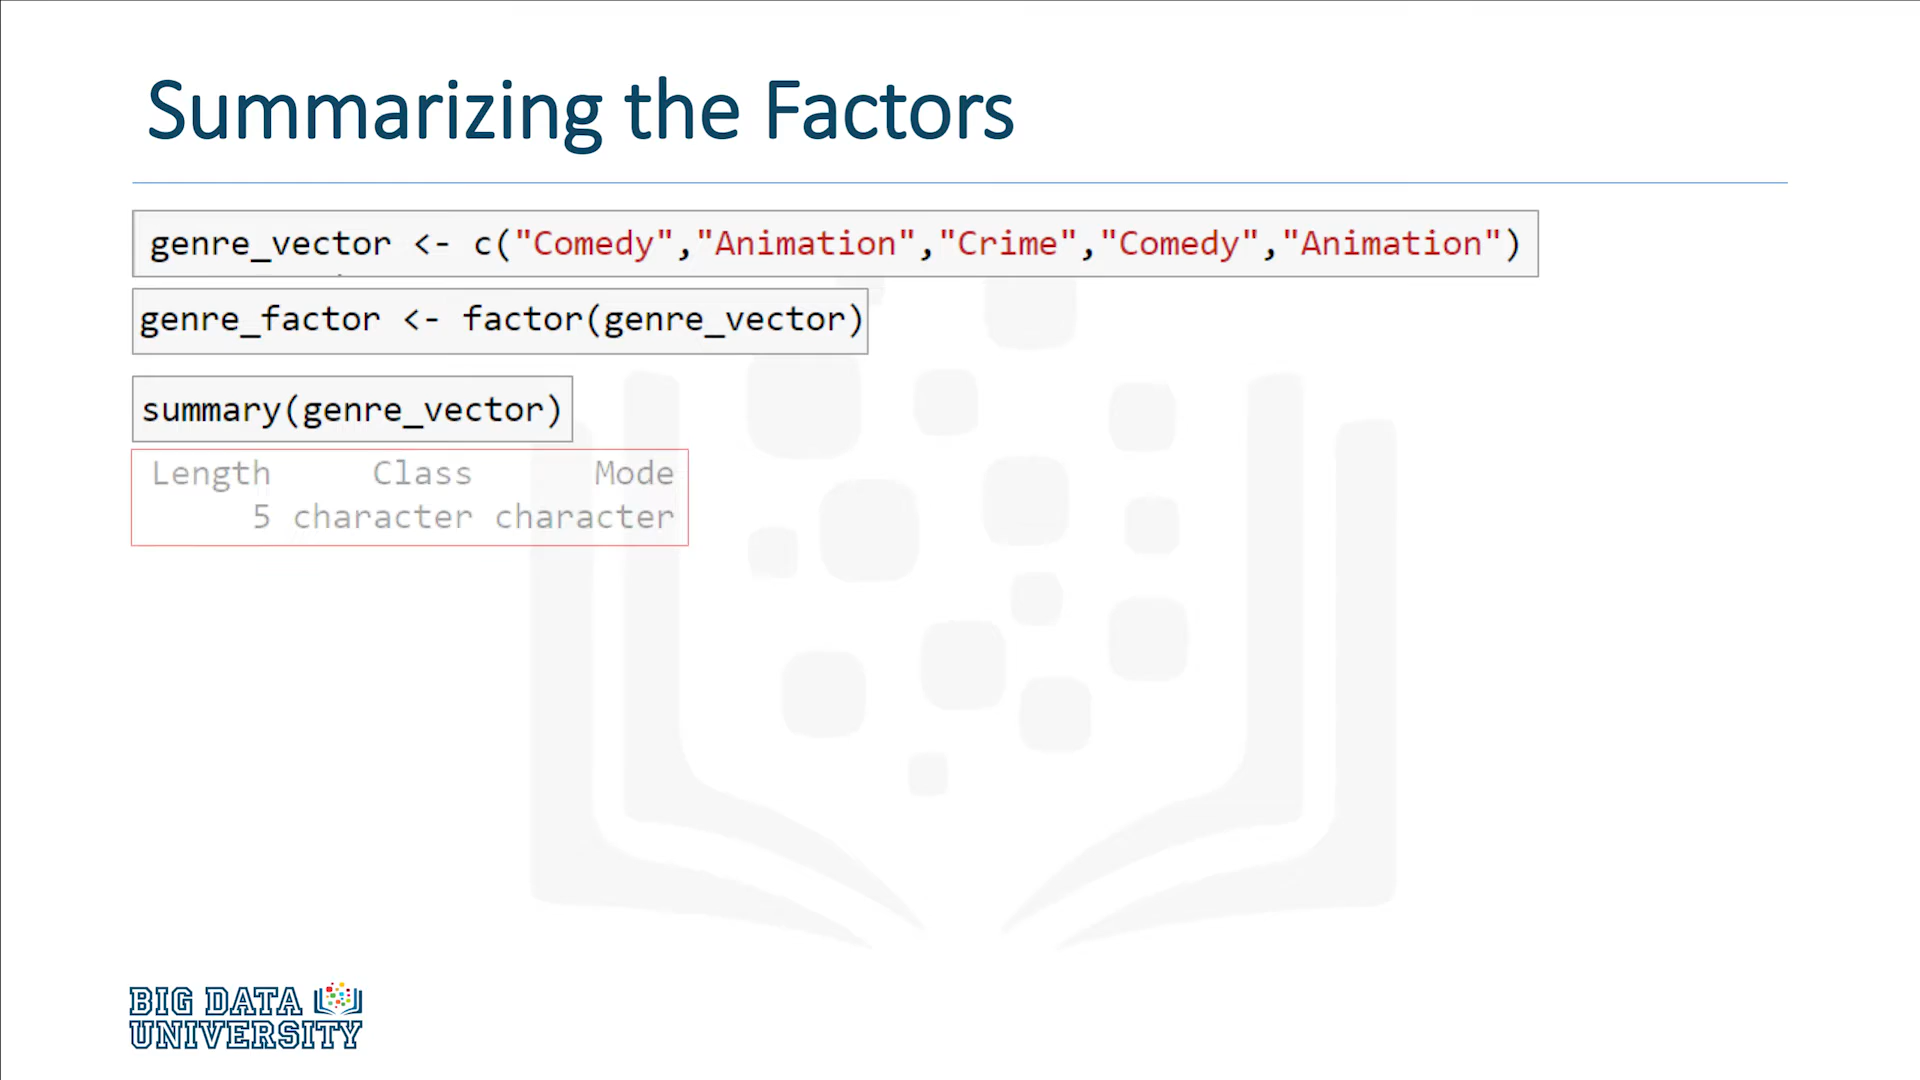 Summarizing the Factors
genre_vector <- c("Comedy","Animation","Crime","Comedy","Animation")
genre_factor <- factor(genre_vector)
summary(genre_vector)
Length Class Mode
5 character character
BIG DATA
UNIVERSITY